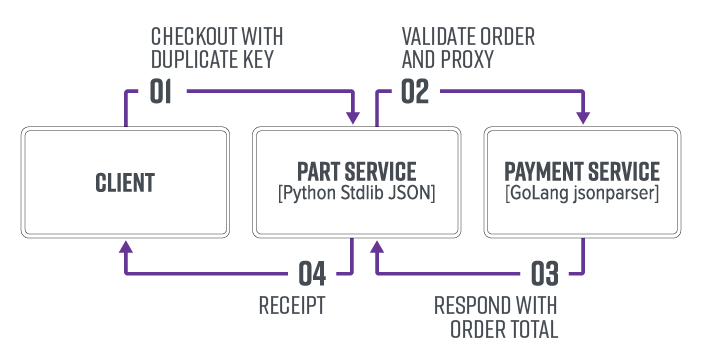 CHECKOUT WITH
DUPLICATE KEY
01
VALIDATE ORDER
AND PROXY
02
CLIENT
PART SERVICE
[Python Stdlib JSON]
PAYMENT SERVICE
[GoLang jsonparser]
04
RECEIPT
03
RESPOND WITH
ORDER TOTAL